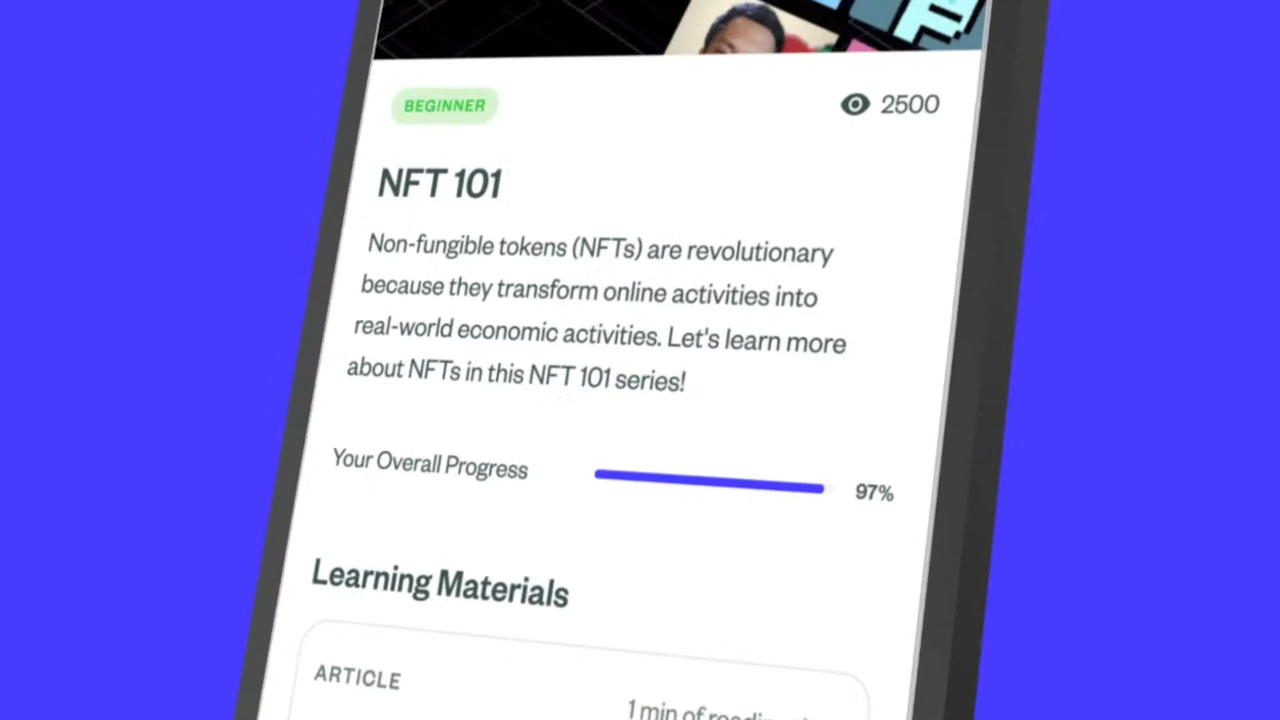 BEGINNER
2500
NFT 101
Non-fungible tokens (NFTs) are revolutionary
because they transform online activities into
real-world economic activities. Let's learn more
about NFTs in this NFT 101 series!
Your Overall Progress
97%
Learning Materials
ARTICLE
1 min of